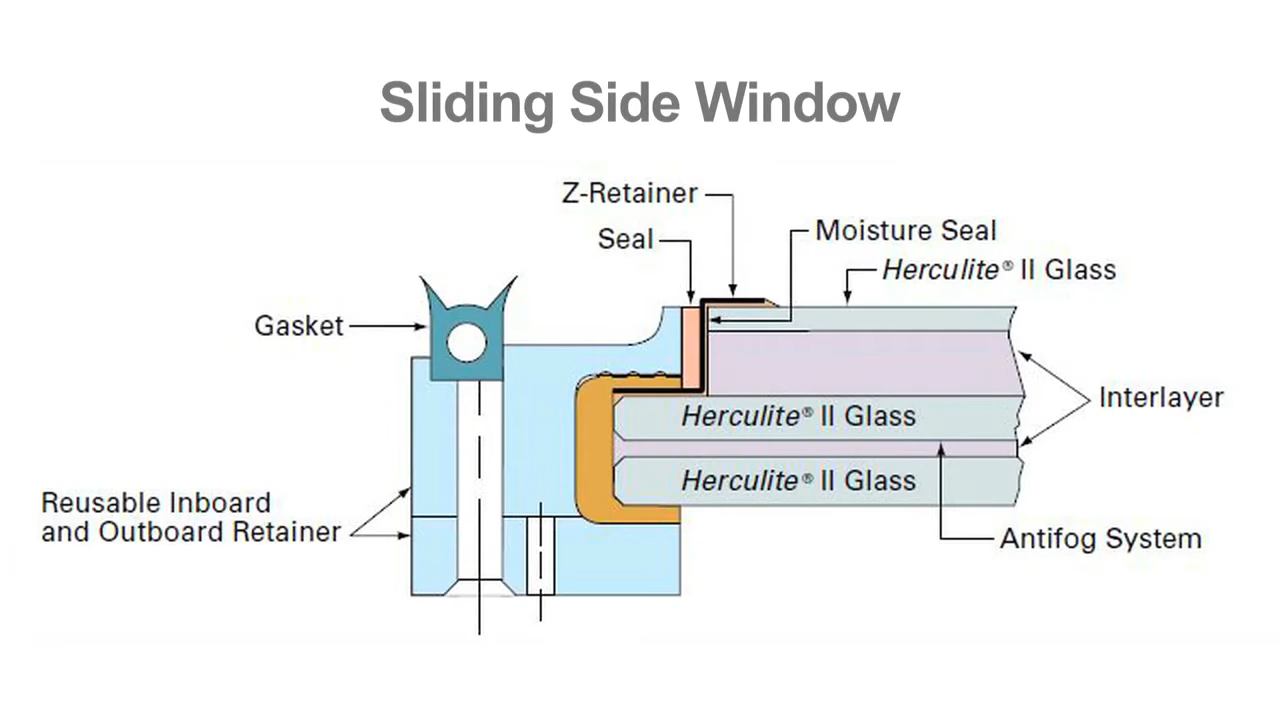 Sliding Side Window
Z-Retainer
Seal
Moisture Seal
Herculite® II Glass
Gasket
Interlayer
Herculite® II Glass
Herculite® II Glass
Reusable Inboard
and Outboard Retainer
Antifog System